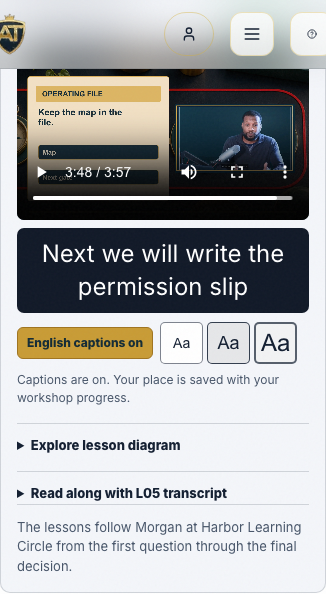 AT
OPERATING FILE
Keep the map in the
file.
Map
3:48 / 3:57
Next we will write the
permission slip
English captions on
Aa
Aa
Aa
Captions are on. Your place is saved with your
workshop progress.
Explore lesson diagram
Read along with L05 transcript
The lessons follow Morgan at Harbor Learning
Circle from the first question through the final
decision.